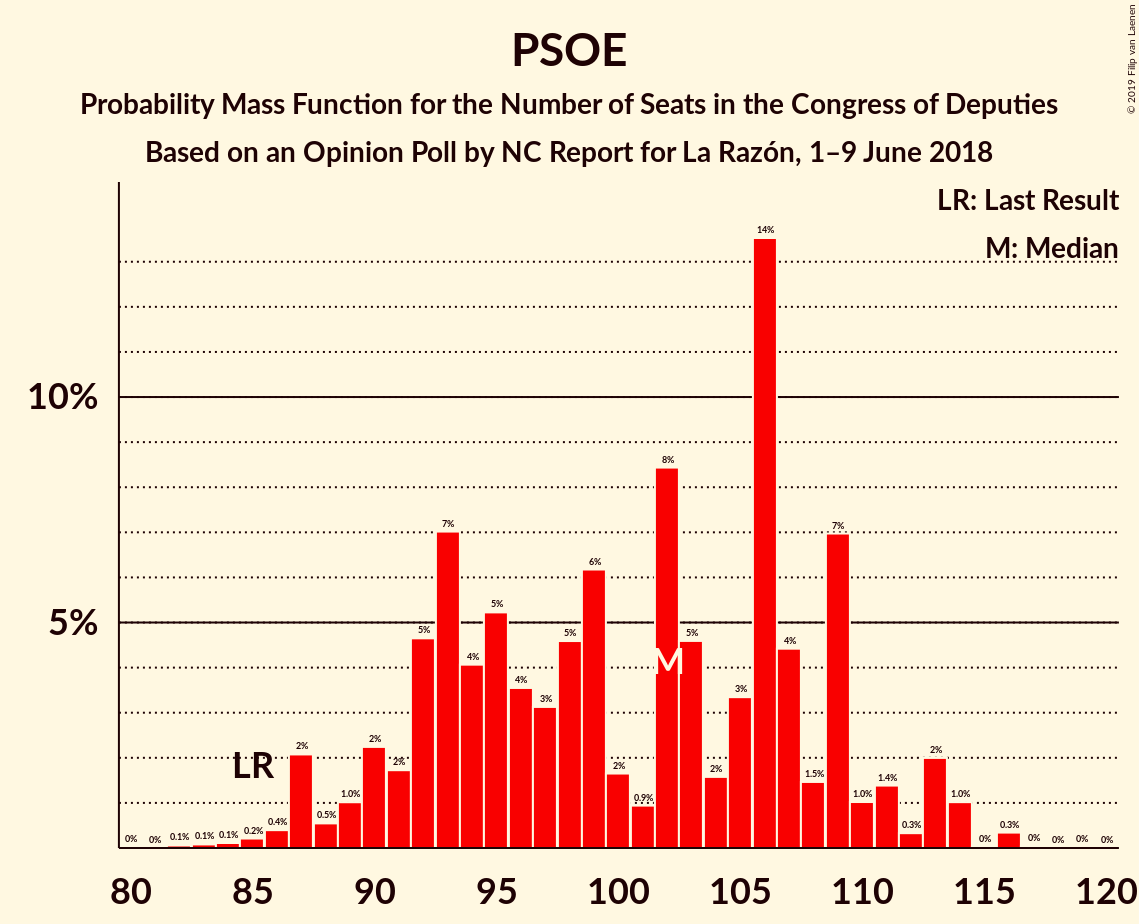 © 2019 Filip van Laenen
PSOE
Probability Mass Function for the Number of Seats in the Congress of Deputies
Based on an Opinion Poll by NC Report for La Razón, 1–9 June 2018
LR: Last Result
M: Median
10%
5%
0% 0% 0.1% 0.1% 0.1% 0.2% 0.4% 2% 0.5% 1.0% 2% 2% 5% 7% 4% 5% 4% 3% 5% 6% 2% 0.9% 8% 5% 2% 3% 14% 4% 1.5% 7% 1.0% 1.4% 0.3% 2% 1.0% 0% 0.3% 0% 0% 0% 0%
LR
M
80 85 90 95 100 105 110 115 120